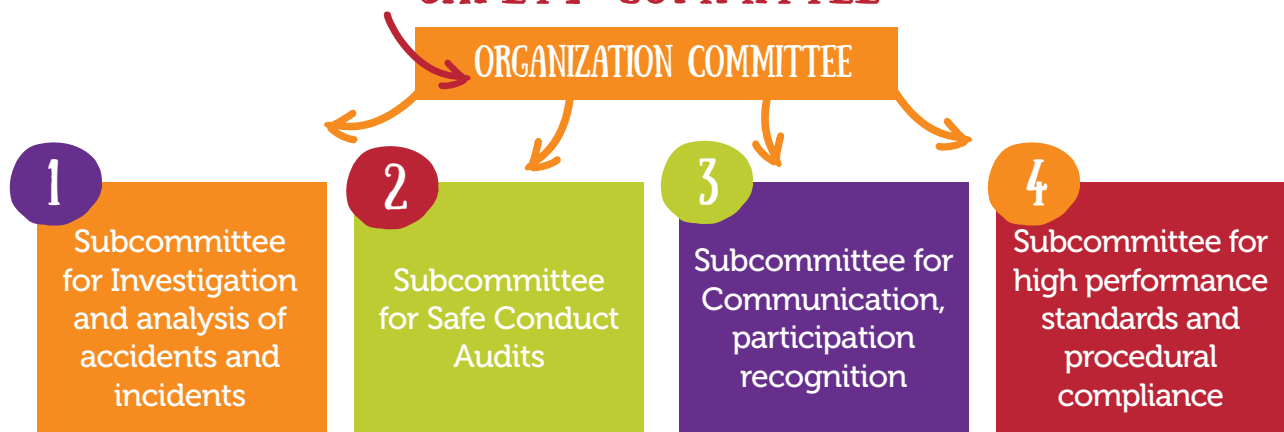 ORGANIZATION COMMITTEE
1
Subcommittee
for Investigation
and analysis of
accidents and
incidents
2
Subcommittee
for Safe Conduct
Audits
3
Subcommittee for
Communication,
participation
recognition
4
Subcommittee for
high performance
standards and
procedural
compliance